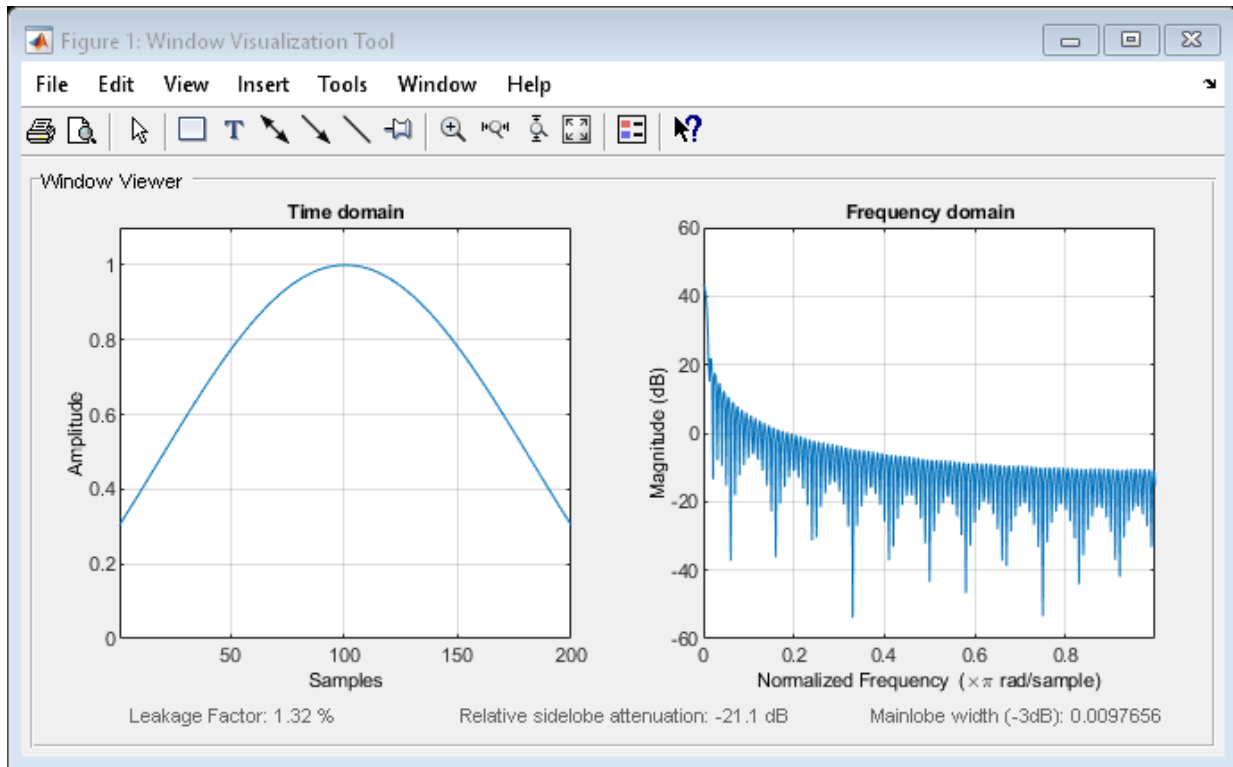 Figure 1: Window Visualization Tool
File Edit View Insert Tools Window Help
T
?
Window Viewer
Time domain
1
0.8
0.6
0.4
0.2
0
Amplitude
50 100 150 200
Samples
Frequency domain
60
40
20
0
-20
-40
-60
Magnitude (dB)
0 0.2 0.4 0.6 0.8
Normalized Frequency (×π rad/sample)
Leakage Factor: 1.32 % Relative sidelobe attenuation: -21.1 dB Mainlobe width (-3dB): 0.0097656